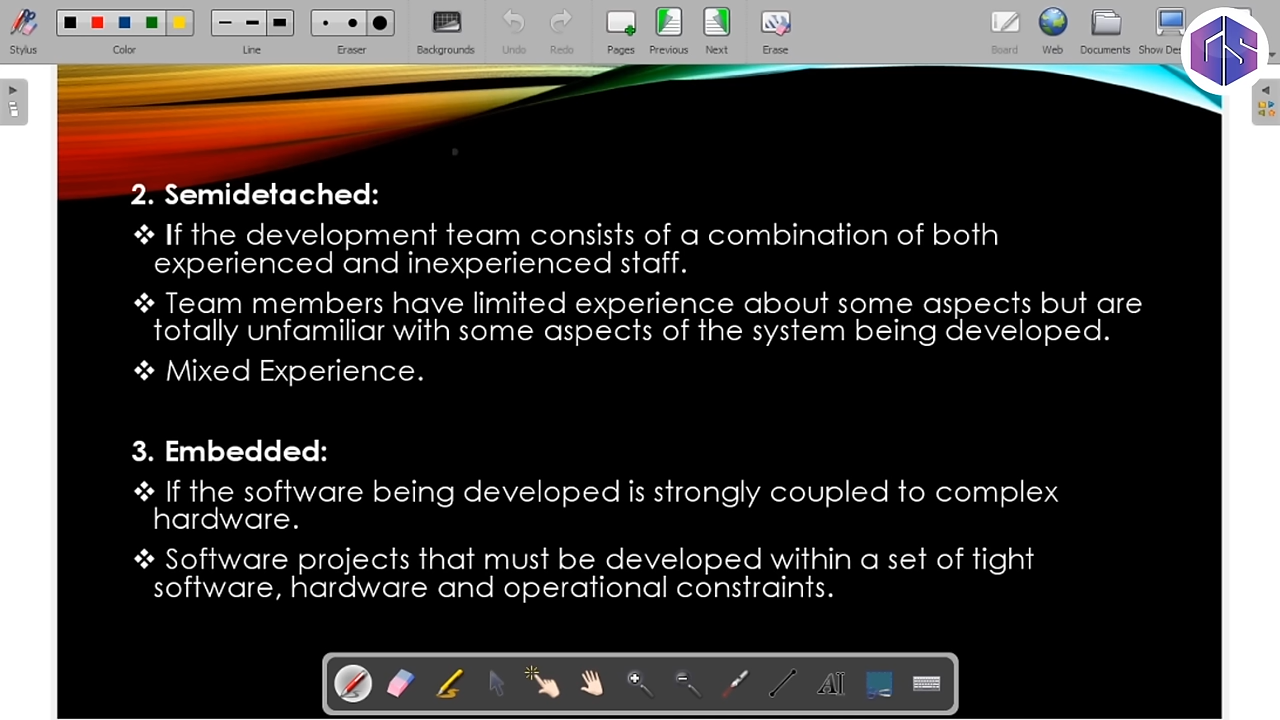 Stylus
Color
Line
Eraser
Backgrounds
Undo
Redo
Pages
Previous
Next
Erase
Board
Web
Documents
Show
2. Semidetached:
❖ If the development team consists of a combination of both
experienced and inexperienced staff.
❖ Team members have limited experience about some aspects but are
totally unfamiliar with some aspects of the system being developed.
❖ Mixed Experience.
3. Embedded:
❖ If the software being developed is strongly coupled to complex
hardware.
❖ Software projects that must be developed within a set of tight
software, hardware and operational constraints.
AI